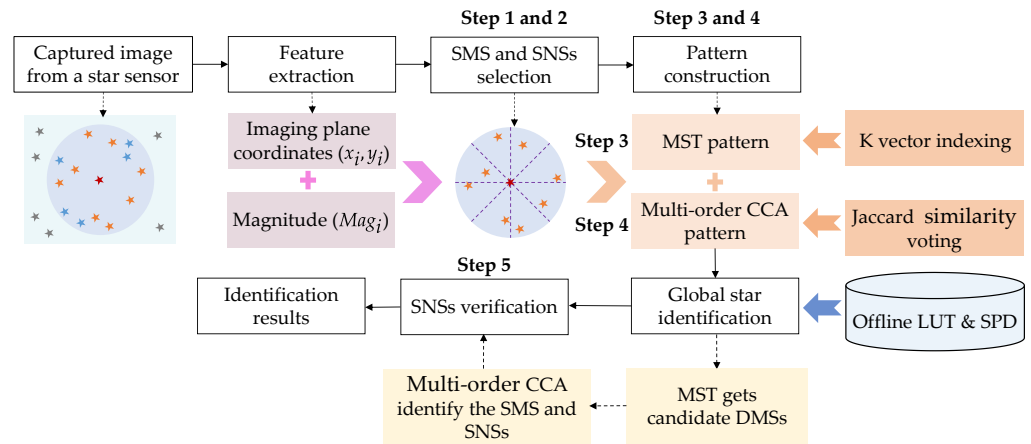 Step 1 and 2
Step 3 and 4
Captured image
from a star sensor
Feature
extraction
SMS and SNSs
selection
Pattern
construction
Imaging plane
coordinates (x_i, y_i)
+
Magnitude (Mag_i)
Step 3
MST pattern
+
K vector indexing
Step 4
Multi-order CCA
pattern
Jaccard similarity
voting
Step 5
Identification
results
SNSs verification
Global star
identification
Offline LUT & SPD
Multi-order CCA
identify the SMS and
SNSs
MST gets
candidate DMSs